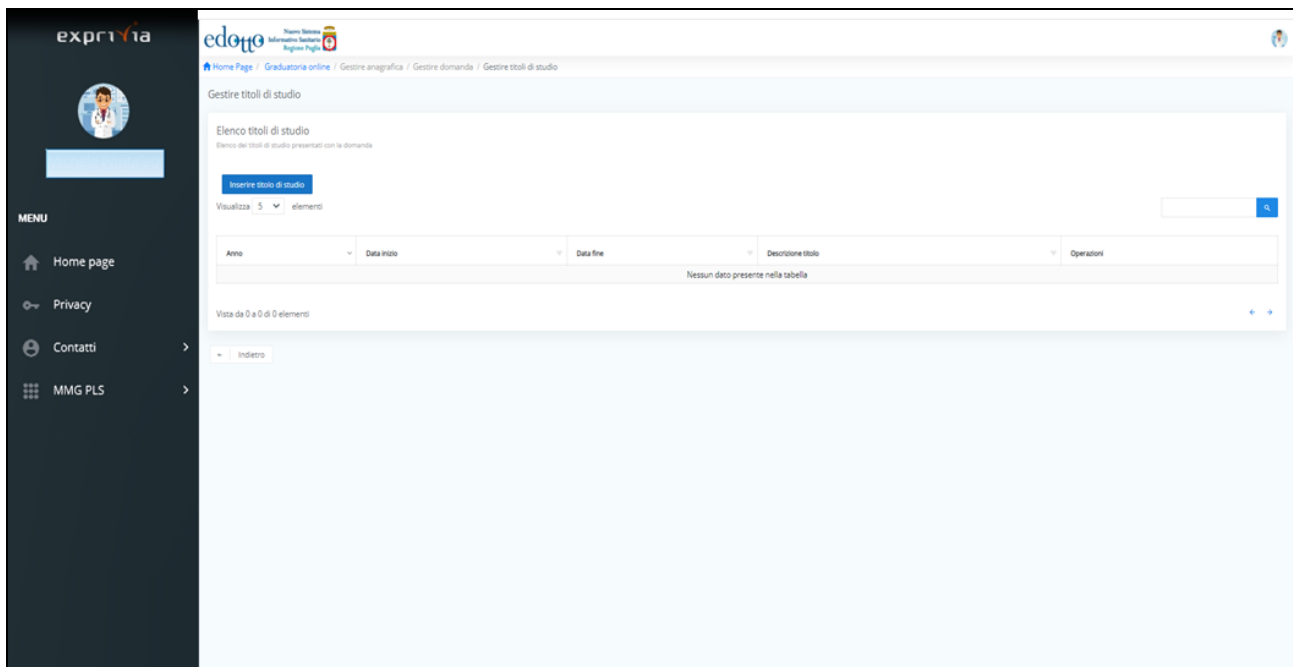 exprivia
MENU
Home page
Privacy
Contatti
MMG PLS
edotto Nuovo Sistema
Informativo Sanitario
Regione Puglia
Home Page / Graduatoria online / Gestire anagrafica / Gestire domanda / Gestire titoli di studio
Gestire titoli di studio
Elenco titoli di studio
Elenco dei titoli di studio presentati con la domanda
Inserire titolo di studio
Visualizza 5 elementi
Anno Data inizio Data fine Descrizione titolo Operazioni
Nessun dato presente nella tabella
Vista da 0 a 0 di 0 elementi
Indietro